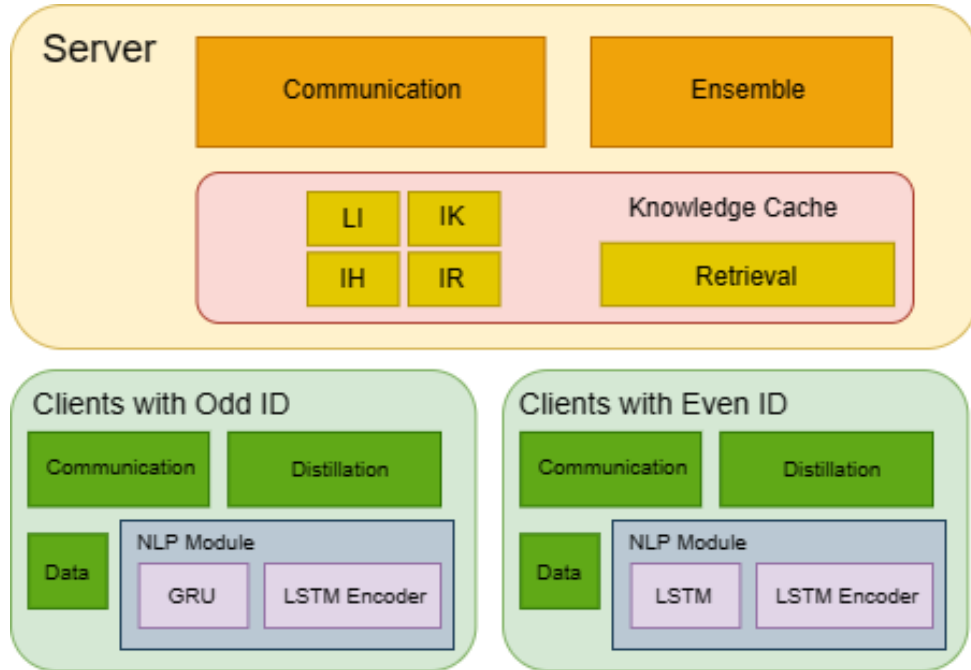 Server
Communication
Ensemble
LI
IK
Knowledge Cache
IH
IR
Retrieval
Clients with Odd ID
Communication
Distillation
Data
NLP Module
GRU
LSTM Encoder
Clients with Even ID
Communication
Distillation
Data
NLP Module
LSTM
LSTM Encoder